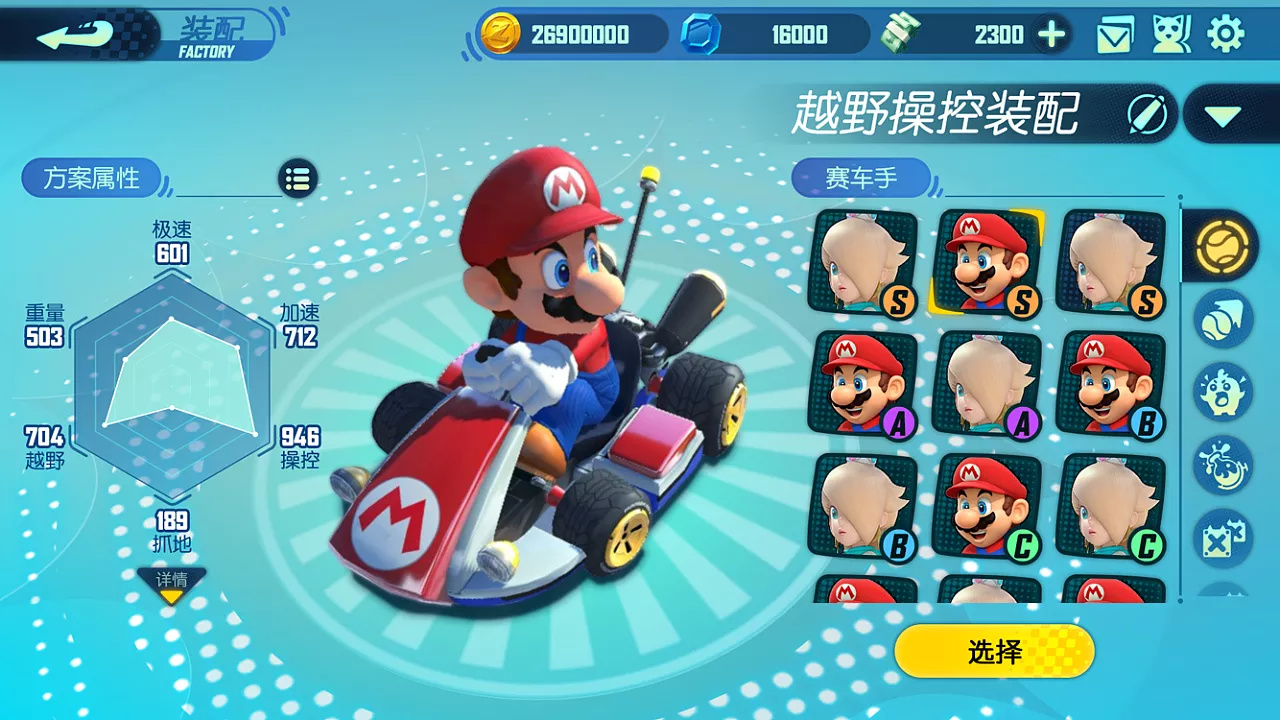 装配
FACTORY
26900000
16000
2300
越野操控装配
方案属性
赛车手
极速
601
重量
503
加速
712
704
越野
946
操控
189
抓地
详情
S
S
S
A
A
B
B
C
C
选择